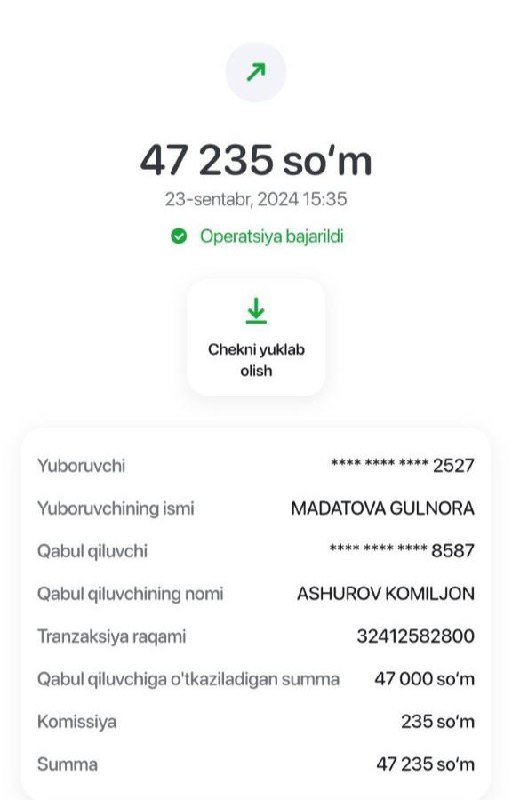 47 235 so‘m
23-sentabr, 2024 15:35
Operatsiya bajarildi
Chekni yuklab
olish
Yuboruvchi **** **** **** 2527
Yuboruvchining ismi MADATOVA GULNORA
Qabul qiluvchi **** **** **** 8587
Qabul qiluvchining nomi ASHUROV KOMILJON
Tranzaksiya raqami 32412582800
Qabul qiluvchiga o'tkaziladigan summa 47 000 so‘m
Komissiya 235 so‘m
Summa 47 235 so‘m